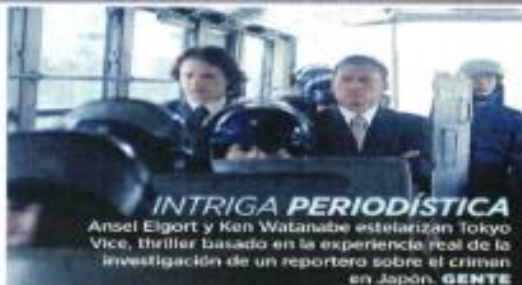 INTRIGA PERIODÍSTICA
Ansel Elgort y Ken Watanabe estelarizan Tokyo
Vice, thriller basado en la experiencia real de la
investigación de un reportero sobre el crimen
en Japón. GENTE